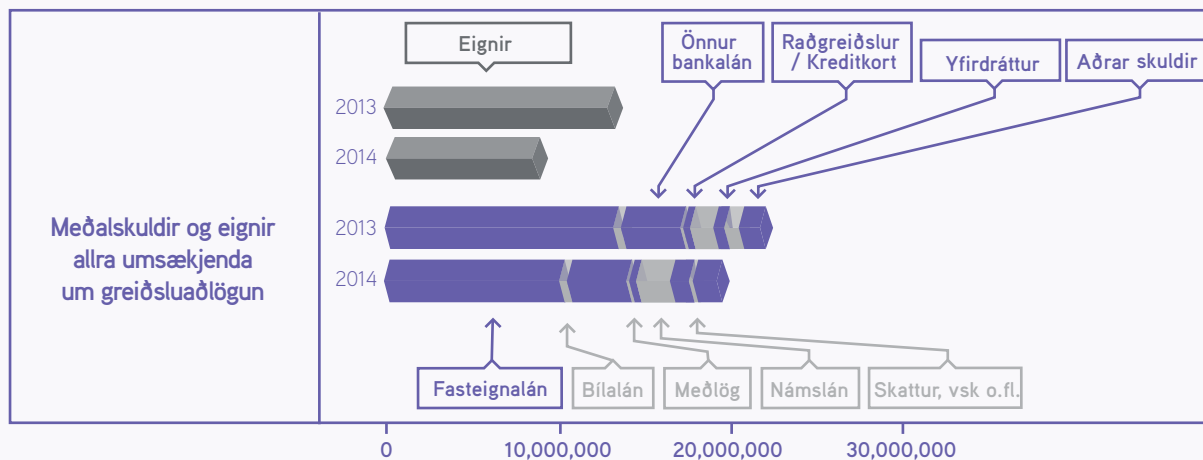 Meðalskuldir og eignir
allra umsækjenda
um greiðsluaðlögun
Eignir
Önnur
bankalán
Raðgreiðslur
/ Kreditkort
Yfirdráttur
Aðrar skuldir
2013
2014
2013
2014
Fasteignalán
Bílalán
Meðlög
Námslán
Skattur, vsk o.fl.
0
10,000,000
20,000,000
30,000,000